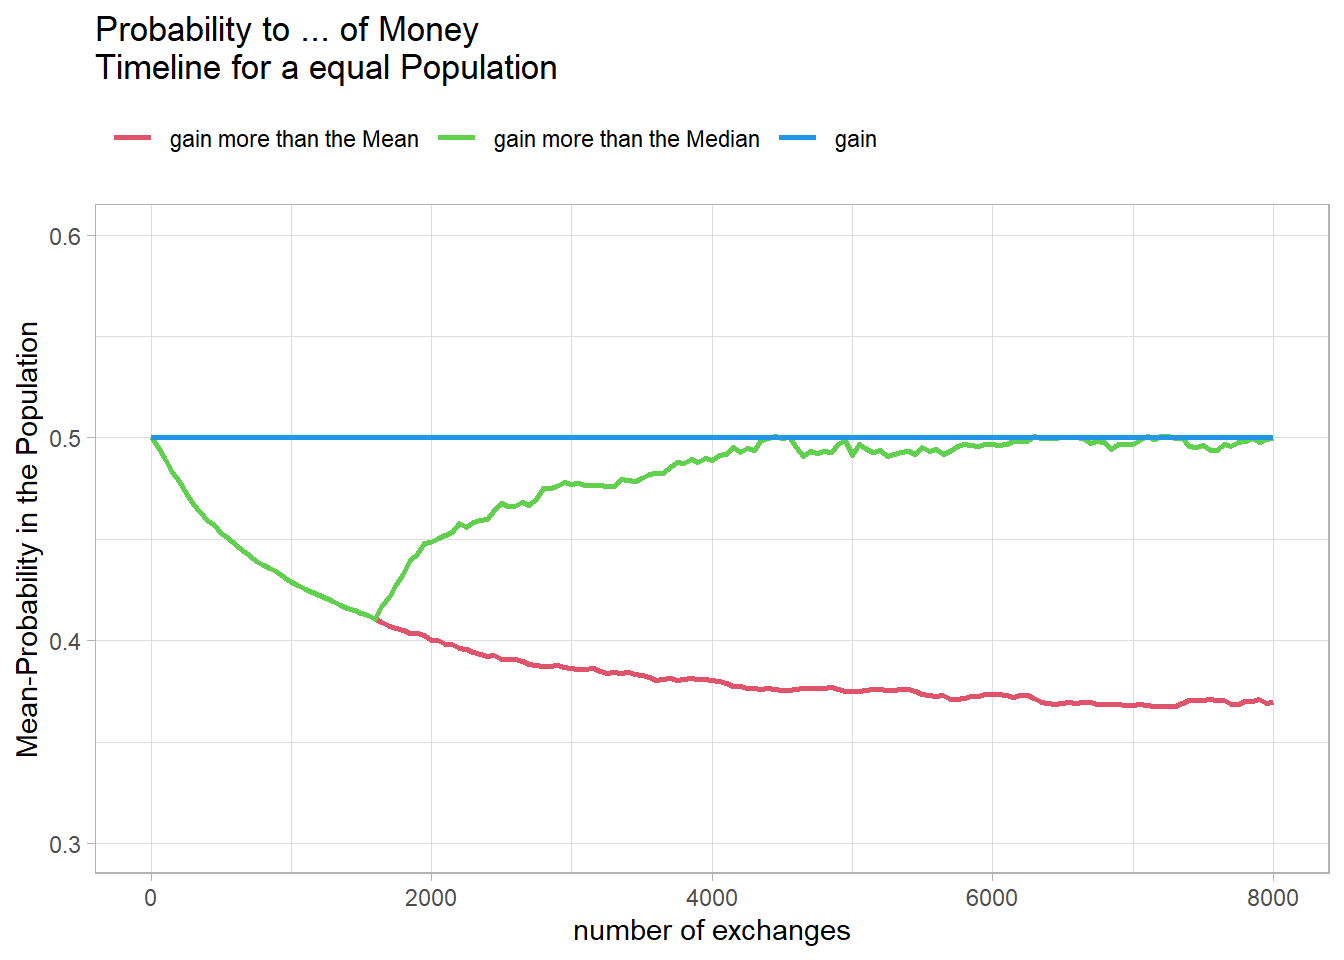 Probability to ... of Money
Timeline for a equal Population
gain more than the Mean gain more than the Median gain
Mean-Probability in the Population
0.6
0.5
0.4
0.3
0 2000 4000 6000 8000
number of exchanges